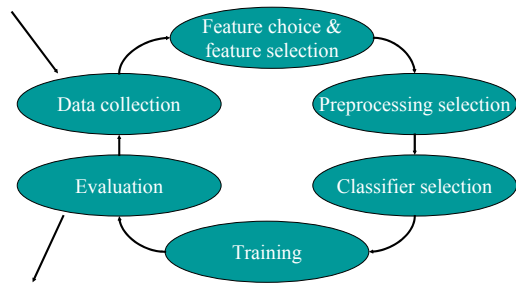 Feature choice &
feature selection
Data collection
Preprocessing selection
Evaluation
Classifier selection
Training